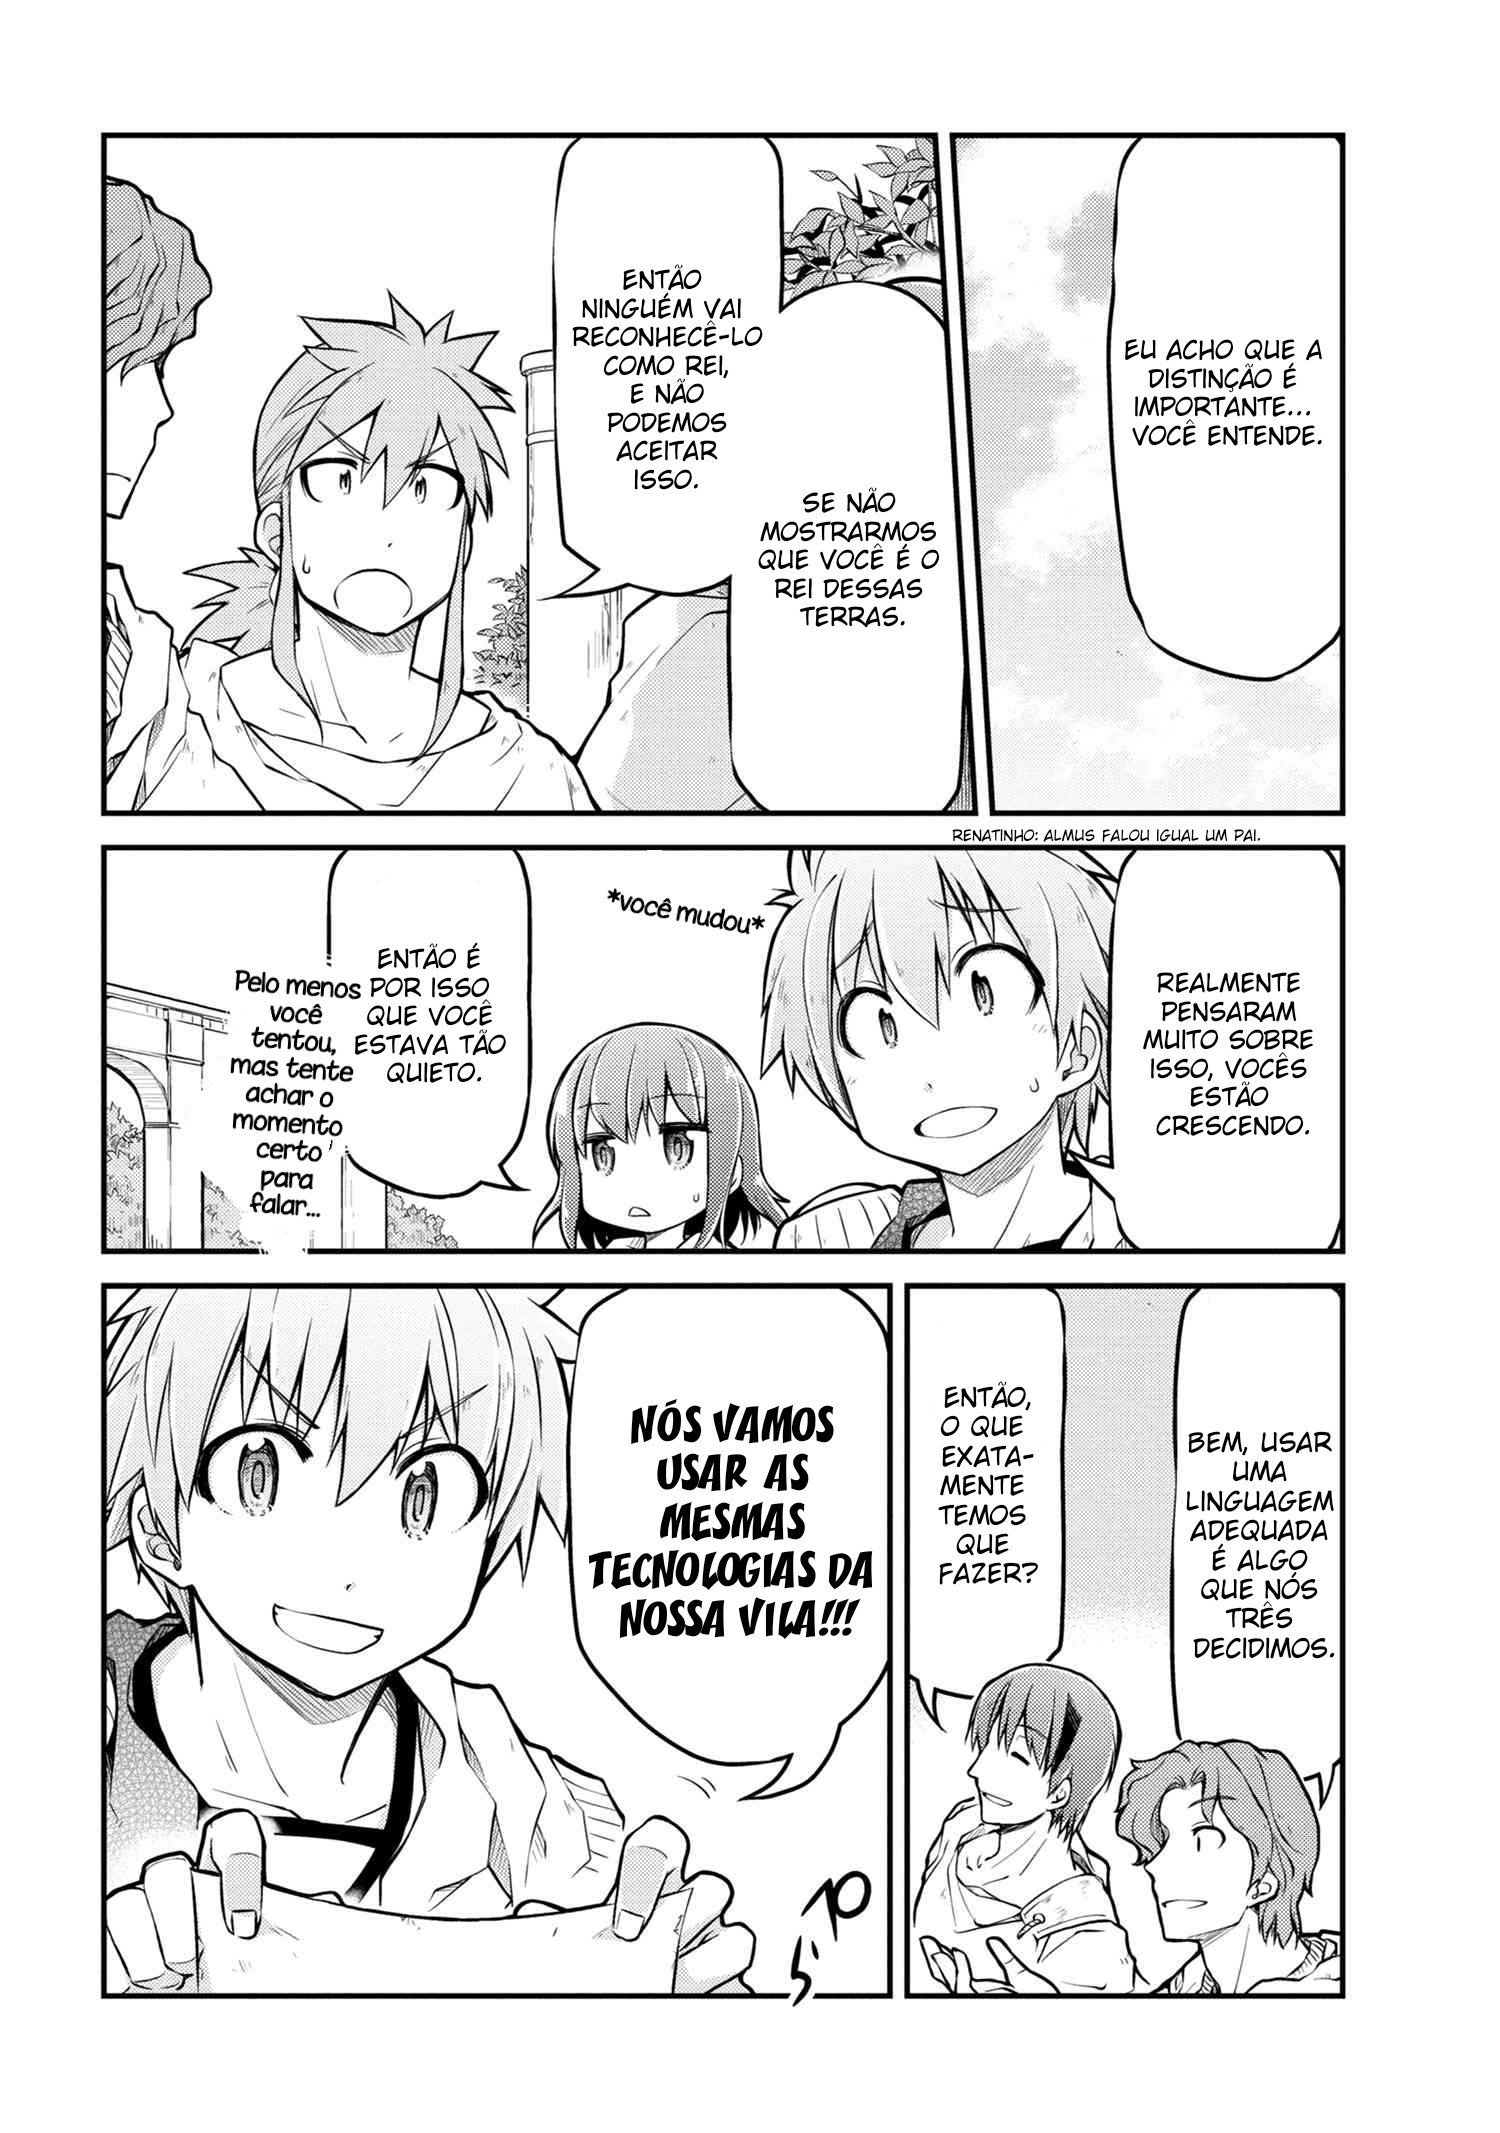 EU ACHO QUE A
DISTINÇÃO É
IMPORTANTE...
VOCÊ ENTENDE.
SE NÃO
MOSTRARMOS
QUE VOCÊ É O
REI DESSAS
TERRAS.
ENTÃO
NINGUÉM VAI
RECONHECÊ-LO
COMO REI,
E NÃO
PODEMOS
ACEITAR
ISSO.
RENATINHO: ALMUS FALOU IGUAL UM PAI.
REALMENTE
PENSARAM
MUITO SOBRE
ISSO, VOCÊS
ESTÃO
CRESCENDO.
*você mudou*
ENTÃO É
POR ISSO
QUE VOCÊ
ESTAVA TÃO
QUIETO.
Pelo menos
você
tentou,
mas tente
achar o
momento
certo
para
falar...
BEM, USAR
UMA
LINGUAGEM
ADEQUADA
É ALGO
QUE NÓS
TRÊS
DECIDIMOS.
ENTÃO,
O QUE
EXATA-
MENTE
TEMOS
QUE
FAZER?
NÓS VAMOS
USAR AS
MESMAS
TECNOLOGIAS DA
NOSSA VILA!!!